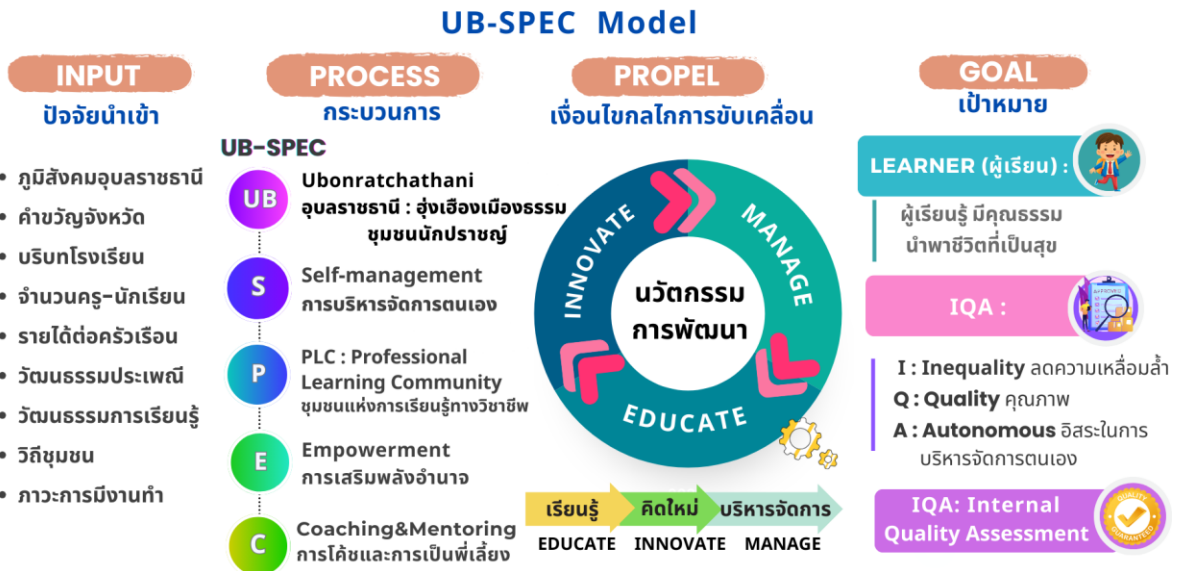 UB-SPEC Model
INPUT
ปัจจัยนำเข้า
• ภูมิสังคมอุบลราชธานี
• คำขวัญจังหวัด
• บริบทโรงเรียน
• จำนวนครู-นักเรียน
• รายได้ต่อครัวเรือน
• วัฒนธรรมประเพณี
• วัฒนธรรมการเรียนรู้
• วิถีชุมชน
• ภาวะการมีงานทำ
PROCESS
กระบวนการ
UB-SPEC
UB
Ubonratchathani
อุบลราชธานี : ฮุ่งเฮืองเมืองธรรม
ชุมชนนักปราชญ์
S
Self-management
การบริหารจัดการตนเอง
P
PLC : Professional
Learning Community
ชุมชนแห่งการเรียนรู้ทางวิชาชีพ
E
Empowerment
การเสริมพลังอำนาจ
C
Coaching&Mentoring
การโค้ชและการเป็นพี่เลี้ยง
PROPEL
เงื่อนไขกลไกการขับเคลื่อน
INNOVATE
MANAGE
EDUCATE
นวัตกรรม
การพัฒนา
เรียนรู้ คิดใหม่ บริหารจัดการ
EDUCATE INNOVATE MANAGE
GOAL
เป้าหมาย
LEARNER (ผู้เรียน) :
ผู้เรียนรู้ มีคุณธรรม
นำพาชีวิตที่เป็นสุข
IQA :
I : Inequality ลดความเหลื่อมล้ำ
Q : Quality คุณภาพ
A : Autonomous อิสระในการ
บริหารจัดการตนเอง
IQA: Internal
Quality Assessment